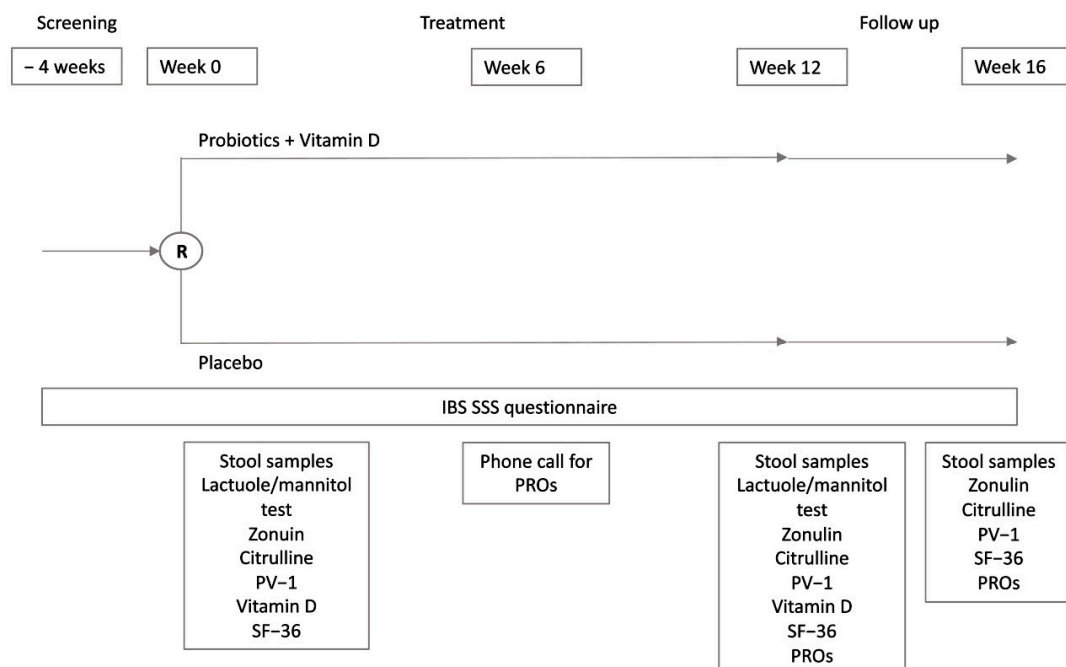 Screening
Treatment
Follow up
– 4 weeks
Week 0
Week 6
Week 12
Week 16
Probiotics + Vitamin D
R
Placebo
IBS SSS questionnaire
Stool samples
Lactuole/mannitol
test
Zonuin
Citrulline
PV–1
Vitamin D
SF–36
Phone call for
PROs
Stool samples
Lactuole/mannitol
test
Zonulin
Citrulline
PV–1
Vitamin D
SF–36
PROs
Stool samples
Zonulin
Citrulline
PV–1
SF–36
PROs